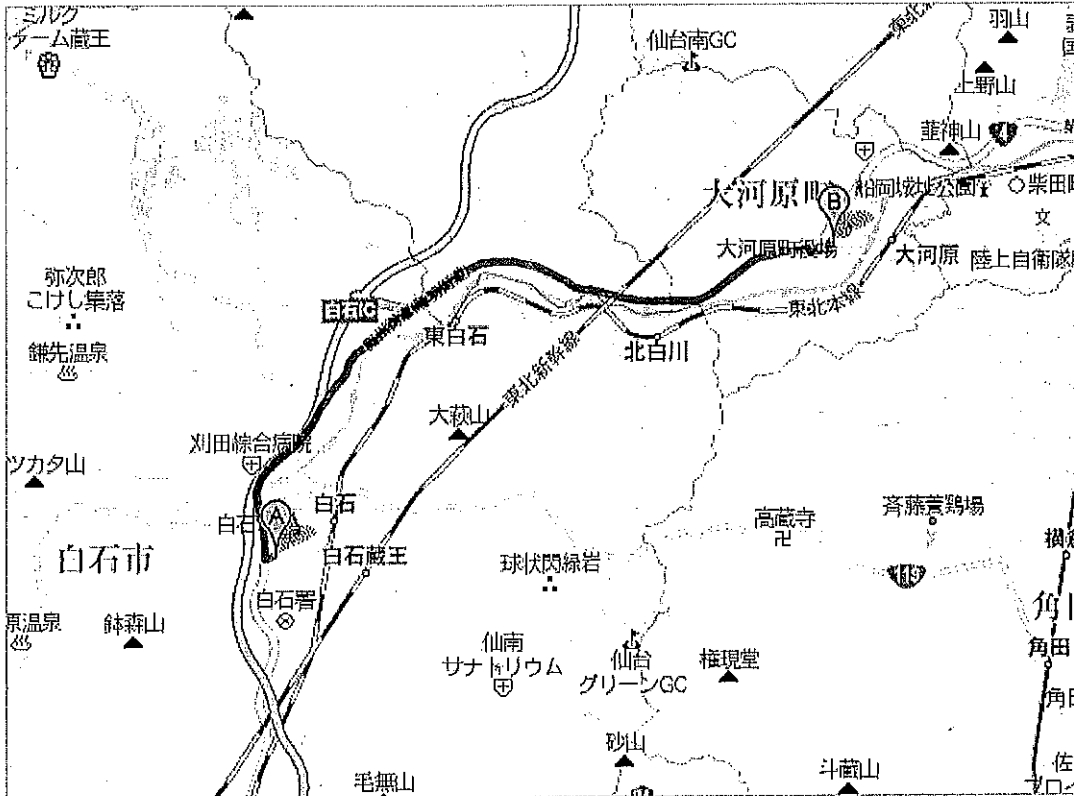 ミルク
ァーム蔵王
仙台南GC
羽山
上野山
韮神山
大河原町
B
船岡城址公園
柴田町
文
大河原町役場
大河原
陸上自衛隊
弥次郎
こけし集落
白石IC
東白石
東北本線
北白川
鎌先温泉
東北新幹線
大萩山
刈田綜合病院
ツカタ山
A
白石
白石
高蔵寺
斉藤養鶏場
白石市
白石蔵王
球状閃緑岩
白石署
原温泉
鉢森山
仙南
サナトリウム
仙台
グリーンGC
権現堂
角田
砂山
斗蔵山
毛無山